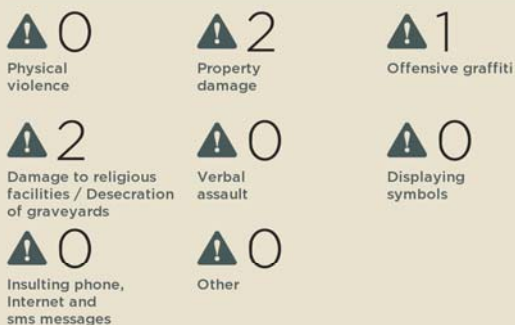 0
Physical
violence
2
Property
damage
1
Offensive graffiti
2
Damage to religious
facilities / Desecration
of graveyards
0
Verbal
assault
0
Displaying
symbols
0
Insulting phone,
Internet and
sms messages
0
Other